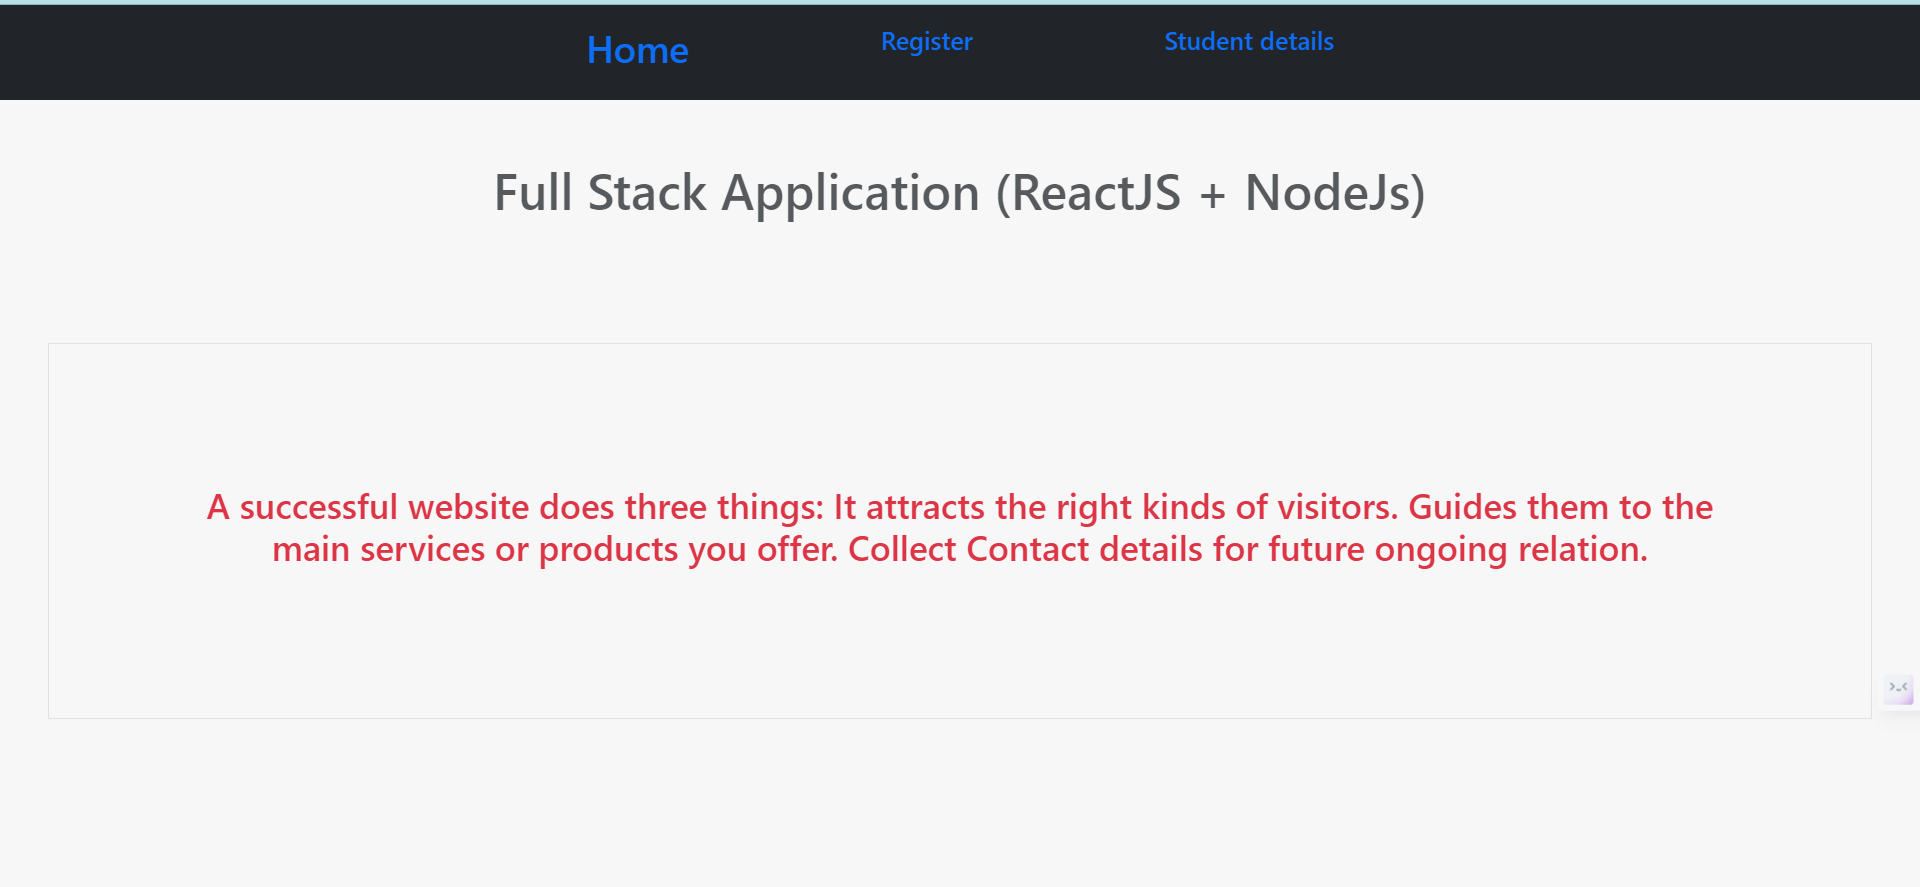 Home
Register
Student details
Full Stack Application (ReactJS + NodeJs)
A successful website does three things: It attracts the right kinds of visitors. Guides them to the
main services or products you offer. Collect Contact details for future ongoing relation.